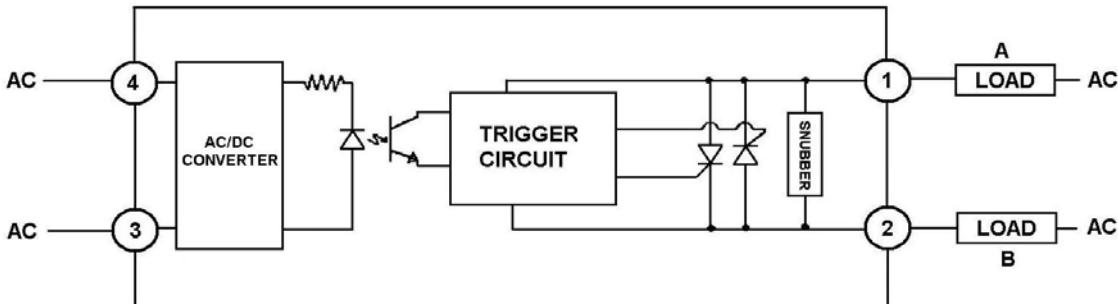 A
AC 4 1 LOAD AC
AC/DC
CONVERTER
TRIGGER
CIRCUIT
SNUBBER
AC 3 2 LOAD AC
B